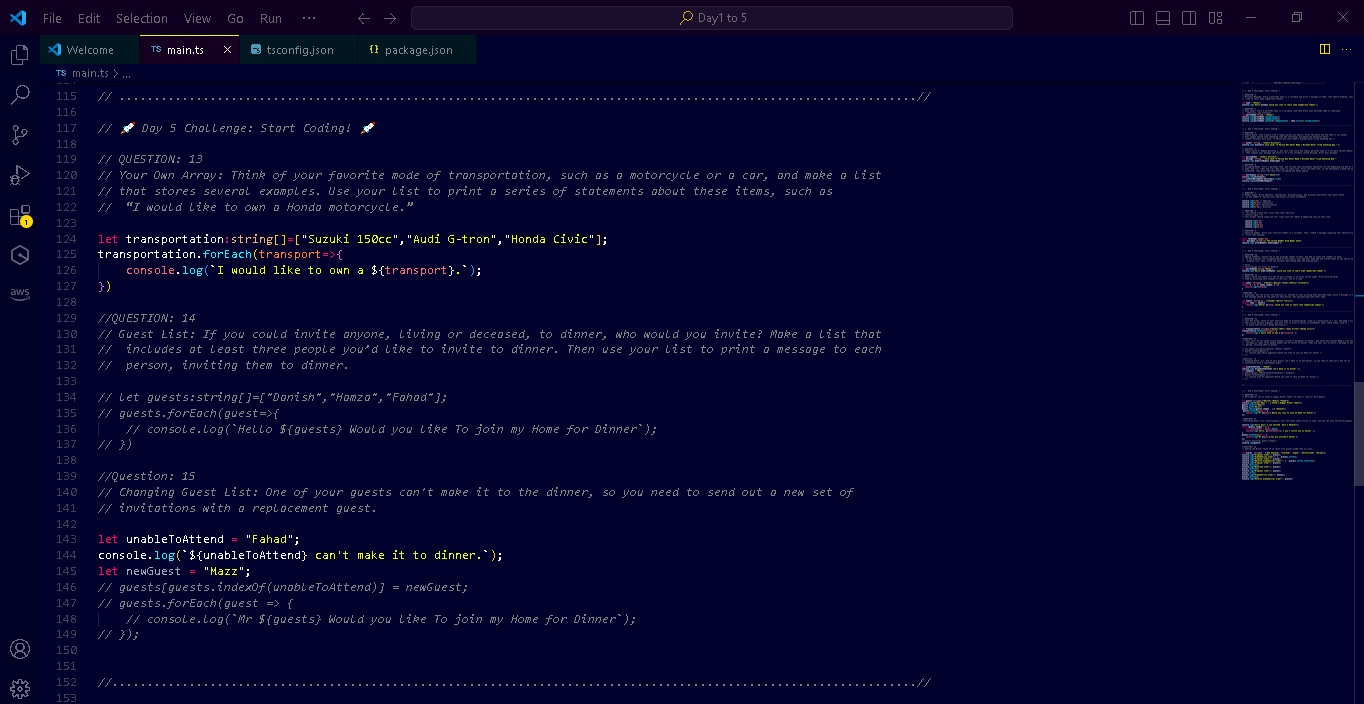 File Edit Selection View Go Run ··· Day1 to 5
Welcome TS main.ts tsconfig.json {} package.json
TS main.ts > ...
115 // ..................................................................................................................//
116
117 // 🚀 Day 5 Challenge: Start Coding! 🚀
118
119 // QUESTION: 13
120 // Your Own Array: Think of your favorite mode of transportation, such as a motorcycle or a car, and make a list
121 // that stores several examples. Use your list to print a series of statements about these items, such as
122 //  “I would like to own a Honda motorcycle.”
123
124 let transportation:string[]=["Suzuki 150cc","Audi G-tron","Honda Civic"];
125 transportation.forEach(transport=>{
126     console.log(`I would like to own a ${transport}.`);
127 })
128
129 //QUESTION: 14
130 // Guest List: If you could invite anyone, living or deceased, to dinner, who would you invite? Make a list that
131 //  includes at least three people you’d like to invite to dinner. Then use your list to print a message to each
132 //  person, inviting them to dinner.
133
134 // let guests:string[]=["Danish","Hamza","Fahad"];
135 // guests.forEach(guest=>{
136     // console.log(`Hello ${guests} Would you like To join my Home for Dinner`);
137 // })
138
139 //Question: 15
140 // Changing Guest List: One of your guests can't make it to the dinner, so you need to send out a new set of
141 // invitations with a replacement guest.
142
143 let unableToAttend = "Fahad";
144 console.log(`${unableToAttend} can't make it to dinner.`);
145 let newGuest = "Mazz";
146 // guests[guests.indexOf(unableToAttend)] = newGuest;
147 // guests.forEach(guest => {
148     // console.log(`Mr ${guests} Would you like To join my Home for Dinner`);
149 // });
150
151
152 //..................................................................................................................//
153
1
aws